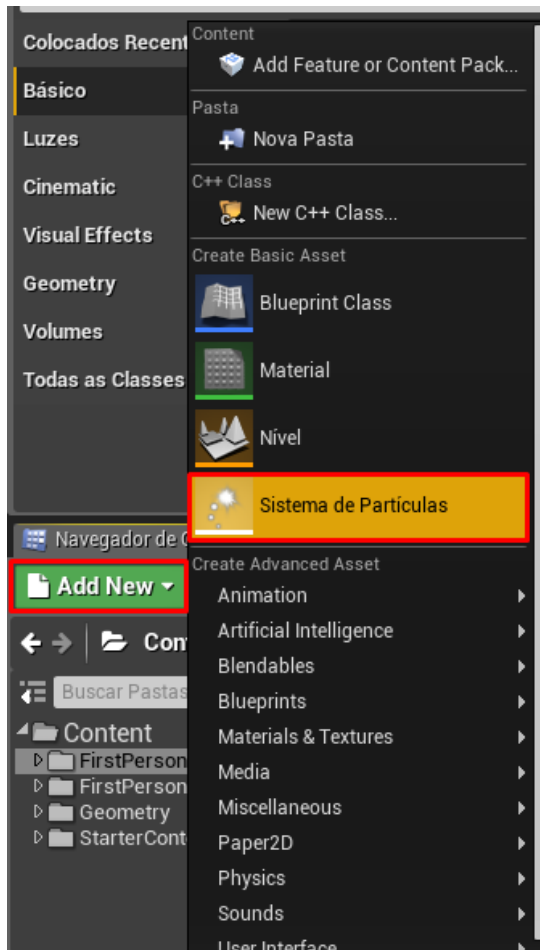 Colocados Recent
Básico
Luzes
Cinematic
Visual Effects
Geometry
Volumes
Todas as Classes
Content
Add Feature or Content Pack...
Pasta
Nova Pasta
C++ Class
New C++ Class...
Create Basic Asset
Blueprint Class
Material
Nível
Sistema de Partículas
Create Advanced Asset
Animation
Artificial Intelligence
Blendables
Blueprints
Materials & Textures
Media
Miscellaneous
Paper2D
Physics
Sounds
User Interface
Navegador de
Add New
Con
Buscar Pastas
Content
FirstPerson
FirstPerson
Geometry
StarterCont